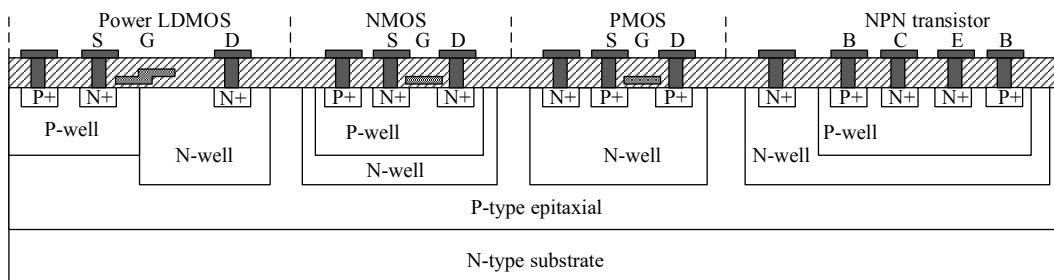 Power LDMOS NMOS PMOS NPN transistor
S G D S G D S G D B C E B
P+ N+ N+ P+ N+ N+ N+ P+ P+ N+ P+ N+ N+ P+
P-well P-well P-well
N-well N-well N-well
N-well
P-type epitaxial
N-type substrate